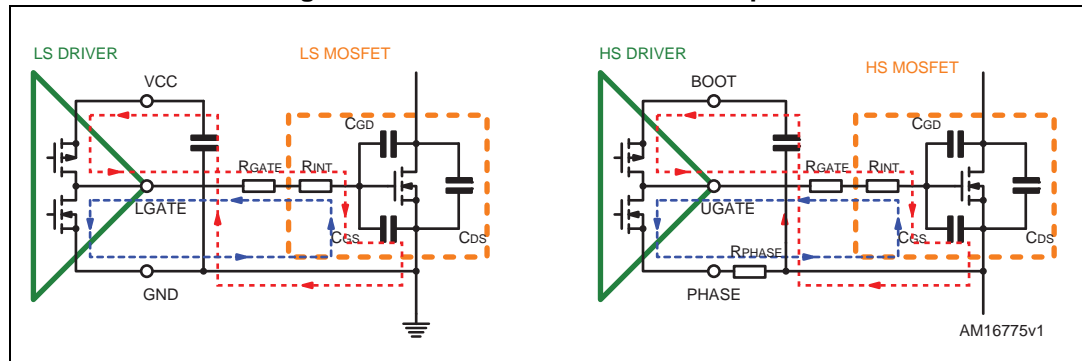 LS DRIVER
LS MOSFET
VCC
CGD
RGATE
RINT
LGATE
CGS
CDS
GND
HS DRIVER
HS MOSFET
BOOT
CGD
RGATE
RINT
UGATE
CGS
CDS
RPHASE
PHASE
AM16775v1